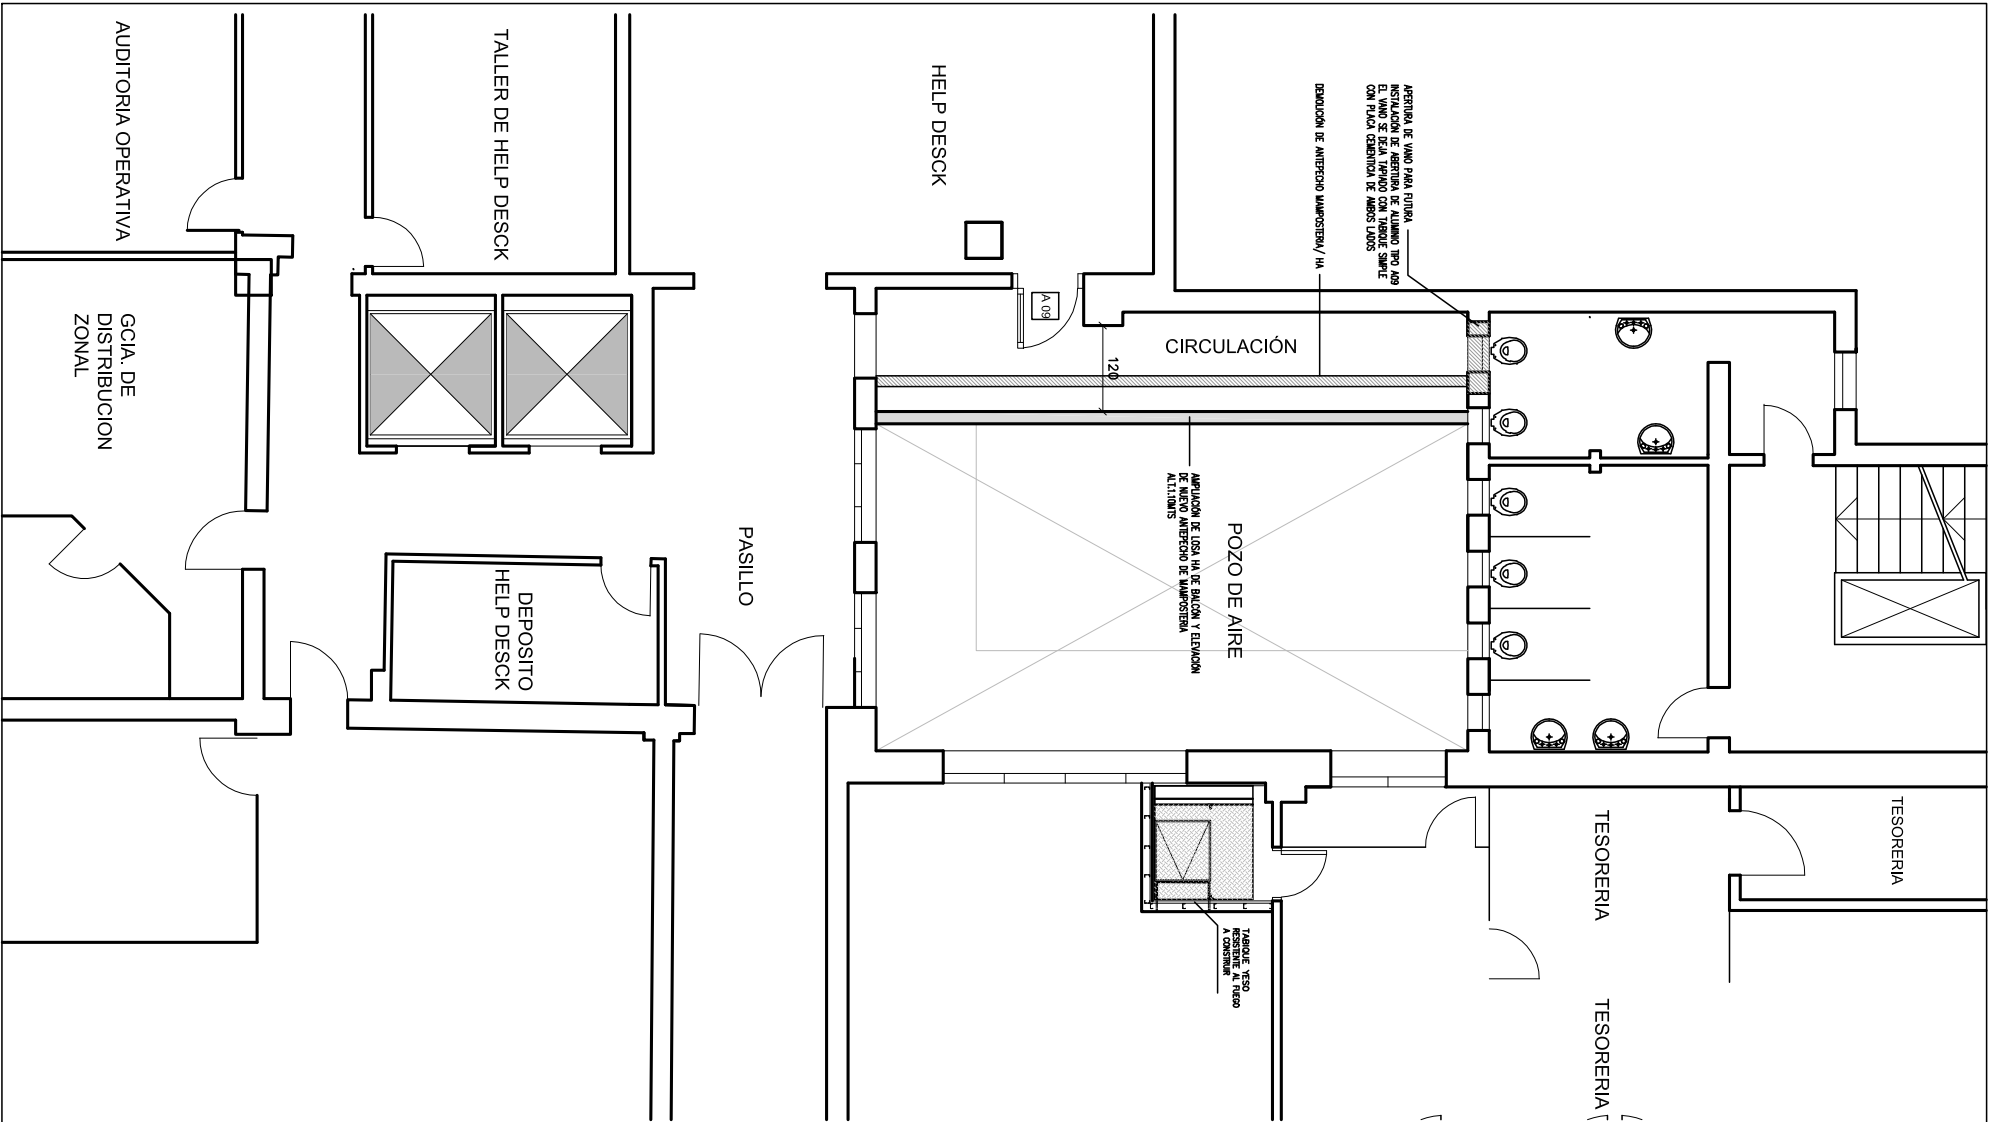 AUDITORIA OPERATIVA
TALLER DE HELP DESCK
HELP DESCK
APERTURA DE VANO PARA FUTURA
INSTALACIÓN DE ABERTURA DE ALUMINIO TIPO A09
EL VANO SE DEJA TAPIADO CON TABIQUE SIMPLE
CON PLACA CEMENTICIA DE AMBOS LADOS
DEMOLICIÓN DE ANTEPECHO MAMPOSTERIA/ HA
A 09
CIRCULACIÓN
120
GCIA. DE
DISTRIBUCION
ZONAL
AMPLIACIÓN DE LOSA HA DE BALCÓN Y ELEVACIÓN
DE NUEVO ANTEPECHO DE MAMPOSTERIA
ALT.1.10MTS
POZO DE AIRE
PASILLO
DEPOSITO
HELP DESCK
TESORERIA
TESORERIA
TABIQUE YESO
RESISTENTE AL FUEGO
A CONSTRUIR
TESORERIA